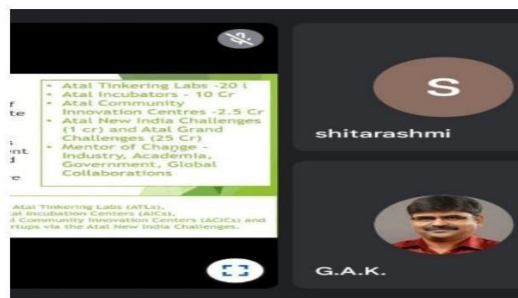 • Atal Tinkering Labs -20 l
• Atal Incubators - 10 Cr
• Atal Community
Innovation Centres -2.5 Cr
• Atal New India Challenges
(1 cr) and Atal Grand
Challenges (25 Cr)
• Mentor of Change -
Industry, Academia,
Government, Global
Collaborations
Atal Tinkering Labs (ATLs),
al Incubation Centers (AICs),
l Community Innovation Centers (ACICs) and
rtups via the Atal New India Challenges.
S
shitarashmi
G.A.K.